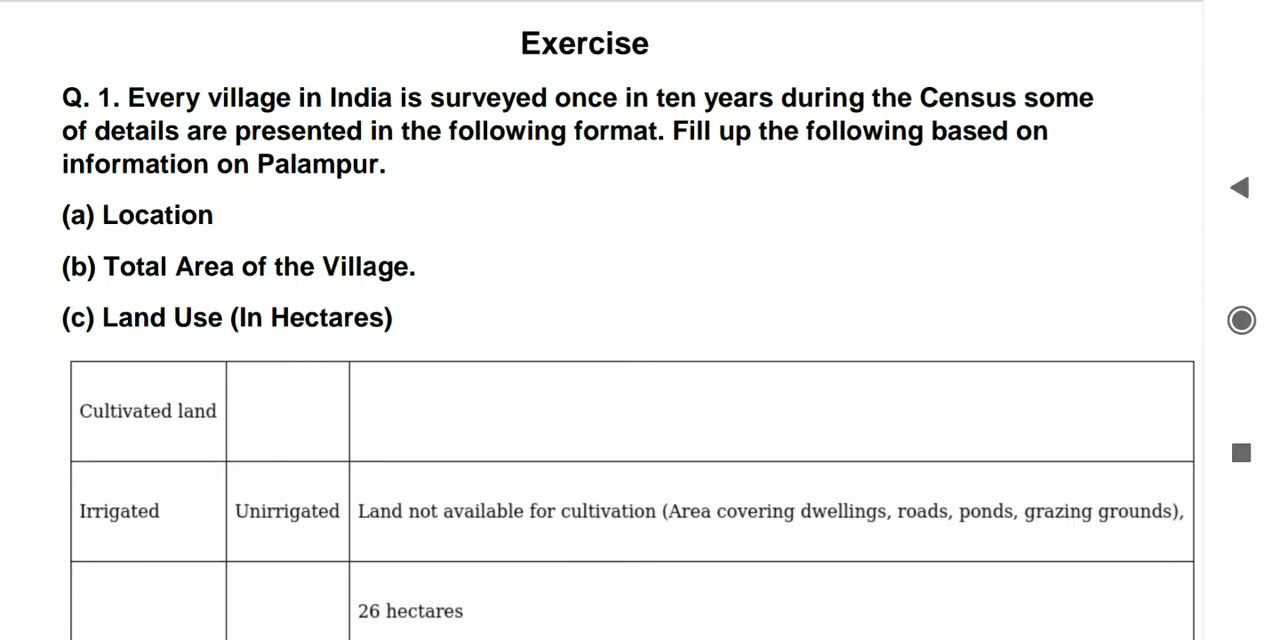 Exercise
Q. 1. Every village in India is surveyed once in ten years during the Census some
of details are presented in the following format. Fill up the following based on
information on Palampur.
(a) Location
(b) Total Area of the Village.
(c) Land Use (In Hectares)
Cultivated land
Irrigated Unirrigated Land not available for cultivation (Area covering dwellings, roads, ponds, grazing grounds),
26 hectares